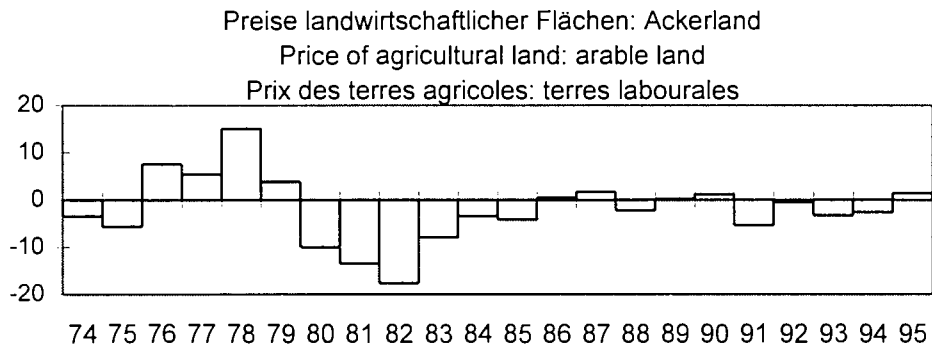 Preise landwirtschaftlicher Flächen: Ackerland
Price of agricultural land: arable land
Prix des terres agricoles: terres labourales
20
10
0
-10
-20
74 75 76 77 78 79 80 81 82 83 84 85 86 87 88 89 90 91 92 93 94 95